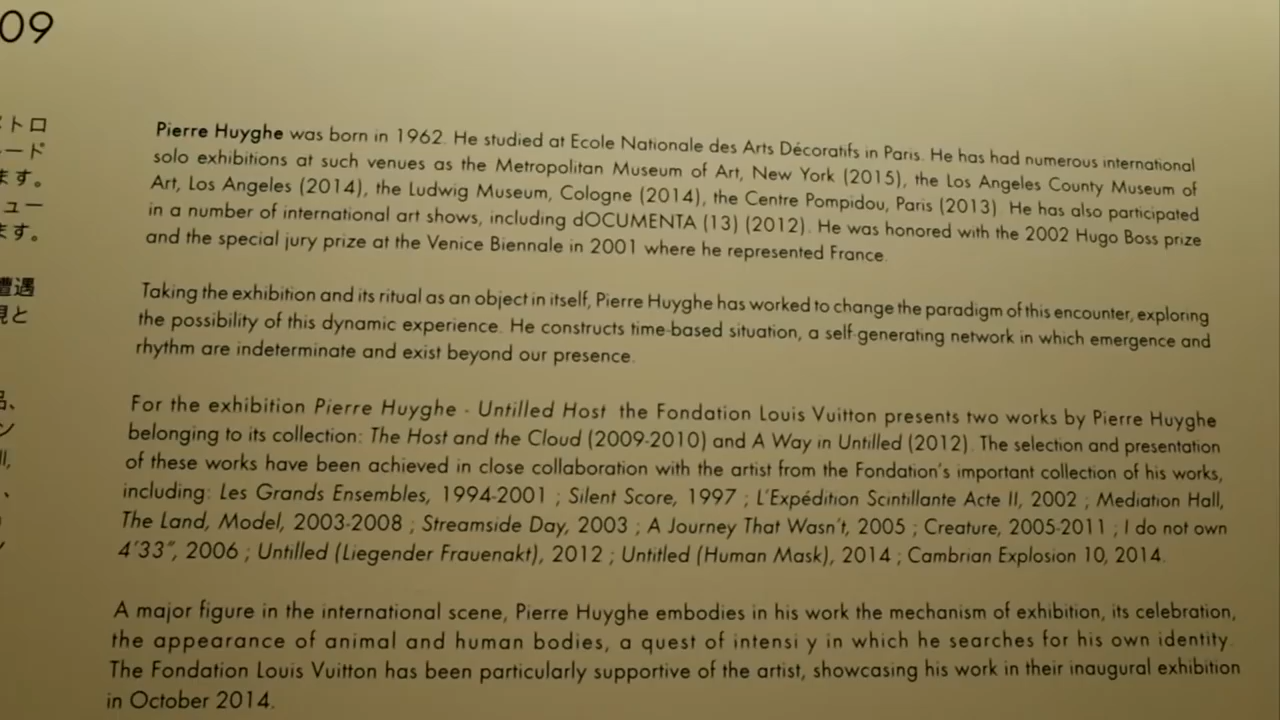 09
トロ
ード
ます。
ュー
ます。
遭遇
見と
Pierre Huyghe was born in 1962. He studied at Ecole Nationale des Arts Décoratifs in Paris. He has had numerous international
solo exhibitions at such venues as the Metropolitan Museum of Art, New York (2015), the Los Angeles County Museum of
Art, Los Angeles (2014), the Ludwig Museum, Cologne (2014), the Centre Pompidou, Paris (2013) He has also participated
in a number of international art shows, including dOCUMENTA (13) (2012). He was honored with the 2002 Hugo Boss prize
and the special jury prize at the Venice Biennale in 2001 where he represented France.
Taking the exhibition and its ritual as an object in itself, Pierre Huyghe has worked to change the paradigm of this encounter, exploring
the possibility of this dynamic experience. He constructs time-based situation, a self-generating network in which emergence and
rhythm are indeterminate and exist beyond our presence.
For the exhibition Pierre Huyghe - Untilled Host the Fondation Louis Vuitton presents two works by Pierre Huyghe
belonging to its collection: The Host and the Cloud (2009-2010) and A Way in Untilled (2012). The selection and presentation
of these works have been achieved in close collaboration with the artist from the Fondation's important collection of his works,
including: Les Grands Ensembles, 1994-2001 ; Silent Score, 1997 ; L'Expédition Scintillante Acte II, 2002 ; Mediation Hall,
The Land, Model, 2003-2008 ; Streamside Day, 2003 ; A Journey That Wasn't, 2005 ; Creature, 2005-2011 ; I do not own
4'33", 2006 ; Untilled (Liegender Frauenakt), 2012 ; Untitled (Human Mask), 2014 ; Cambrian Explosion 10, 2014.
A major figure in the international scene, Pierre Huyghe embodies in his work the mechanism of exhibition, its celebration,
the appearance of animal and human bodies, a quest of intensi y in which he searches for his own identity.
The Fondation Louis Vuitton has been particularly supportive of the artist, showcasing his work in their inaugural exhibition
in October 2014.